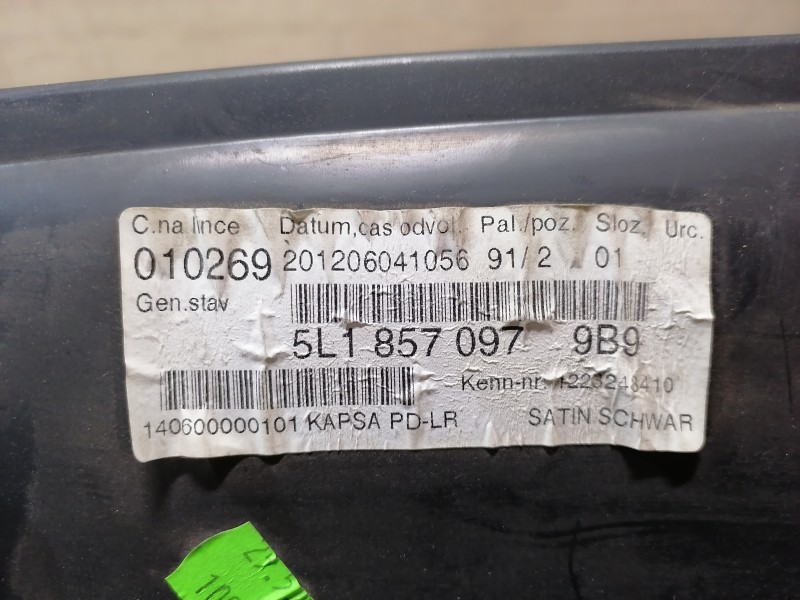 C.na lince Datum,cas odvol. Pal./poz. Sloz. Urc.
010269 201206041056 91/2 01
Gen.stav
5L1 857 097 9B9
Kenn-nr.
140600000101 KAPSA PD-LR SATIN SCHWAR